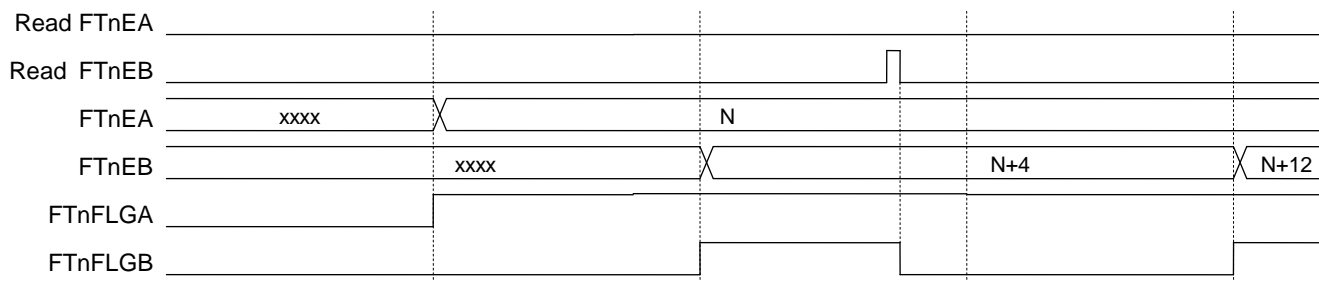 Read FTnEA
Read FTnEB
FTnEA xxxx N
FTnEB xxxx N+4 N+12
FTnFLGA
FTnFLGB